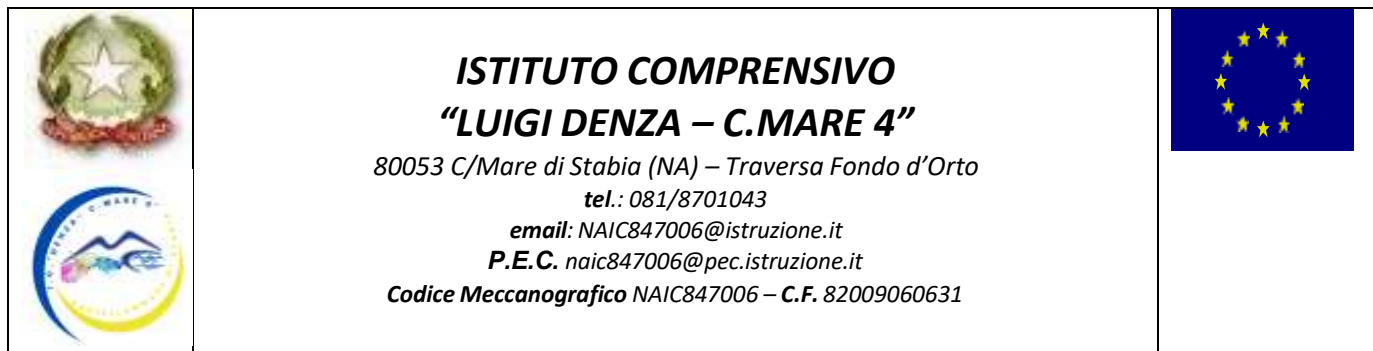 ISTITUTO COMPRENSIVO
“LUIGI DENZA – C.MARE 4”
80053 C/Mare di Stabia (NA) – Traversa Fondo d’Orto
tel.: 081/8701043
email: NAIC847006@istruzione.it
P.E.C. naic847006@pec.istruzione.it
Codice Meccanografico NAIC847006 – C.F. 82009060631